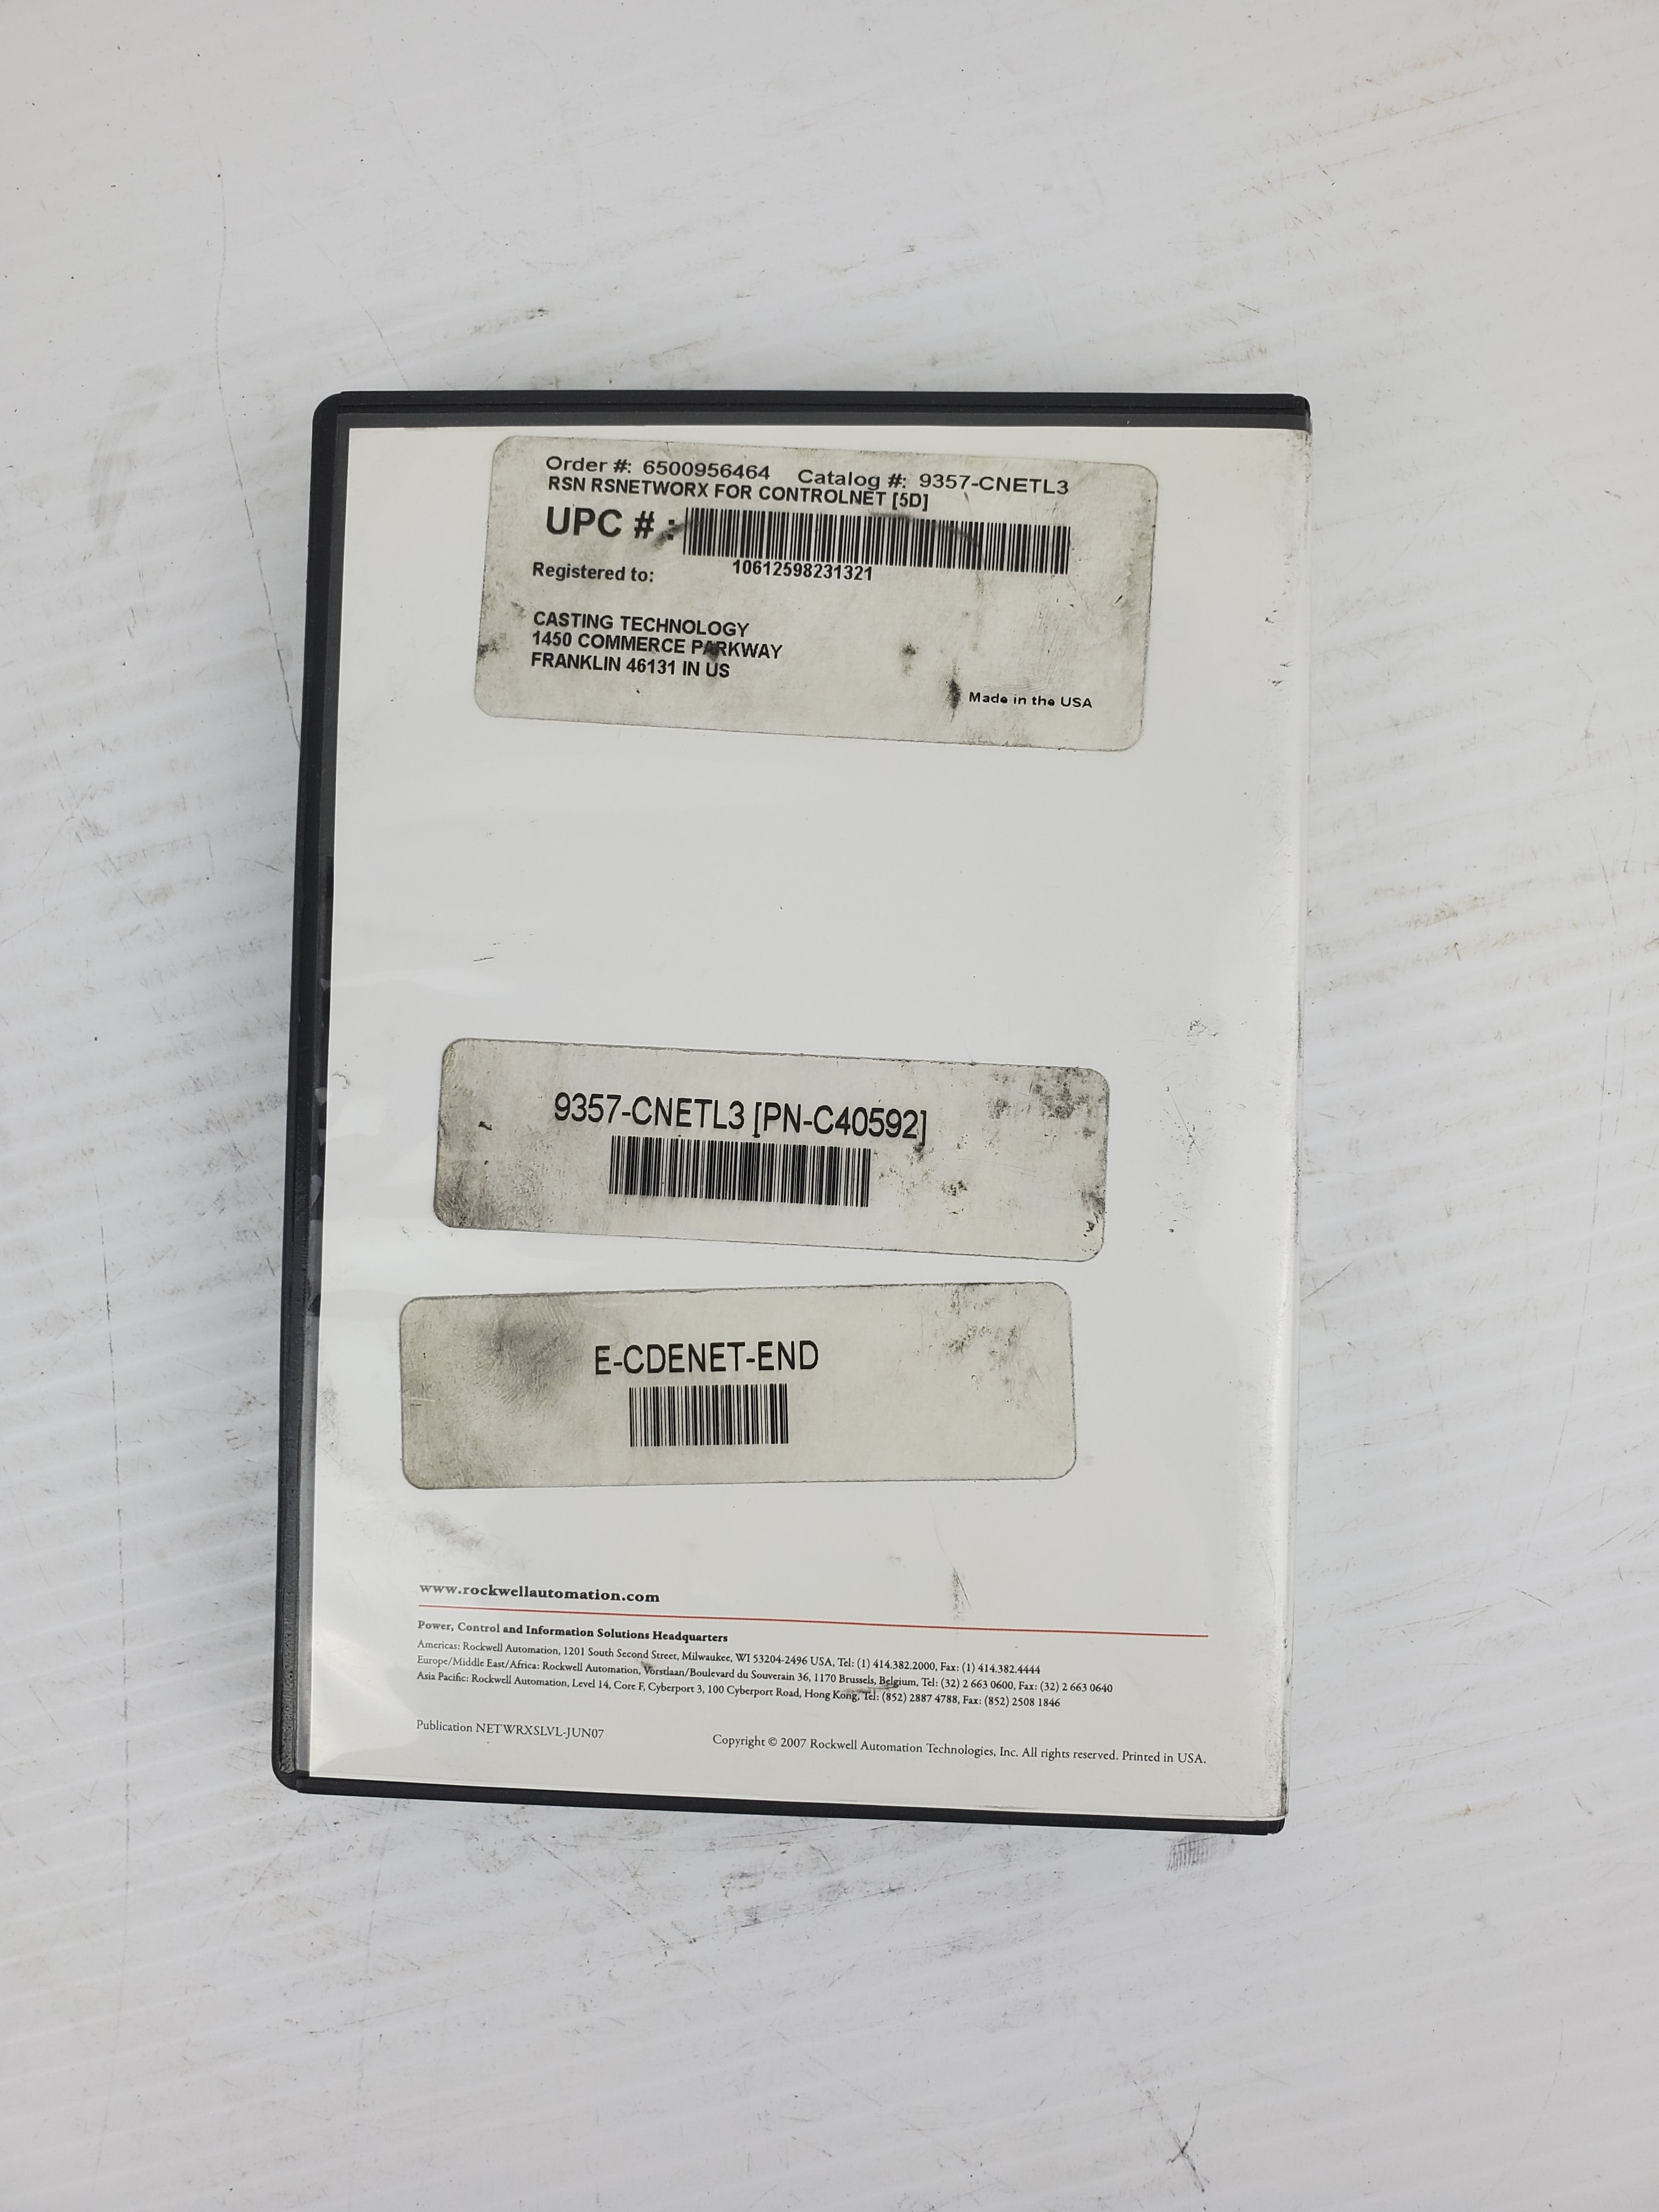 Order #: 6500956464 Catalog #: 9357-CNETL3
RSN RSNETWORX FOR CONTROLNET [5D]
UPC # :
10612598231321
Registered to:
CASTING TECHNOLOGY
1450 COMMERCE PARKWAY
FRANKLIN 46131 IN US
Made in the USA
9357-CNETL3 [PN-C40592]
E-CDENET-END
www.rockwellautomation.com
Power, Control and Information Solutions Headquarters
Americas: Rockwell Automation, 1201 South Second Street, Milwaukee, WI 53204-2496 USA, Tel: (1) 414.382.2000, Fax: (1) 414.382.4444
Europe/Middle East/Africa: Rockwell Automation, Vorstlaan/Boulevard du Souverain 36, 1170 Brussels, Belgium, Tel: (32) 2 663 0600, Fax: (32) 2 663 0640
Asia Pacific: Rockwell Automation, Level 14, Core F, Cyberport 3, 100 Cyberport Road, Hong Kong, Tel: (852) 2887 4788, Fax: (852) 2508 1846
Publication NETWRXSLVL-JUN07
Copyright © 2007 Rockwell Automation Technologies, Inc. All rights reserved. Printed in USA.